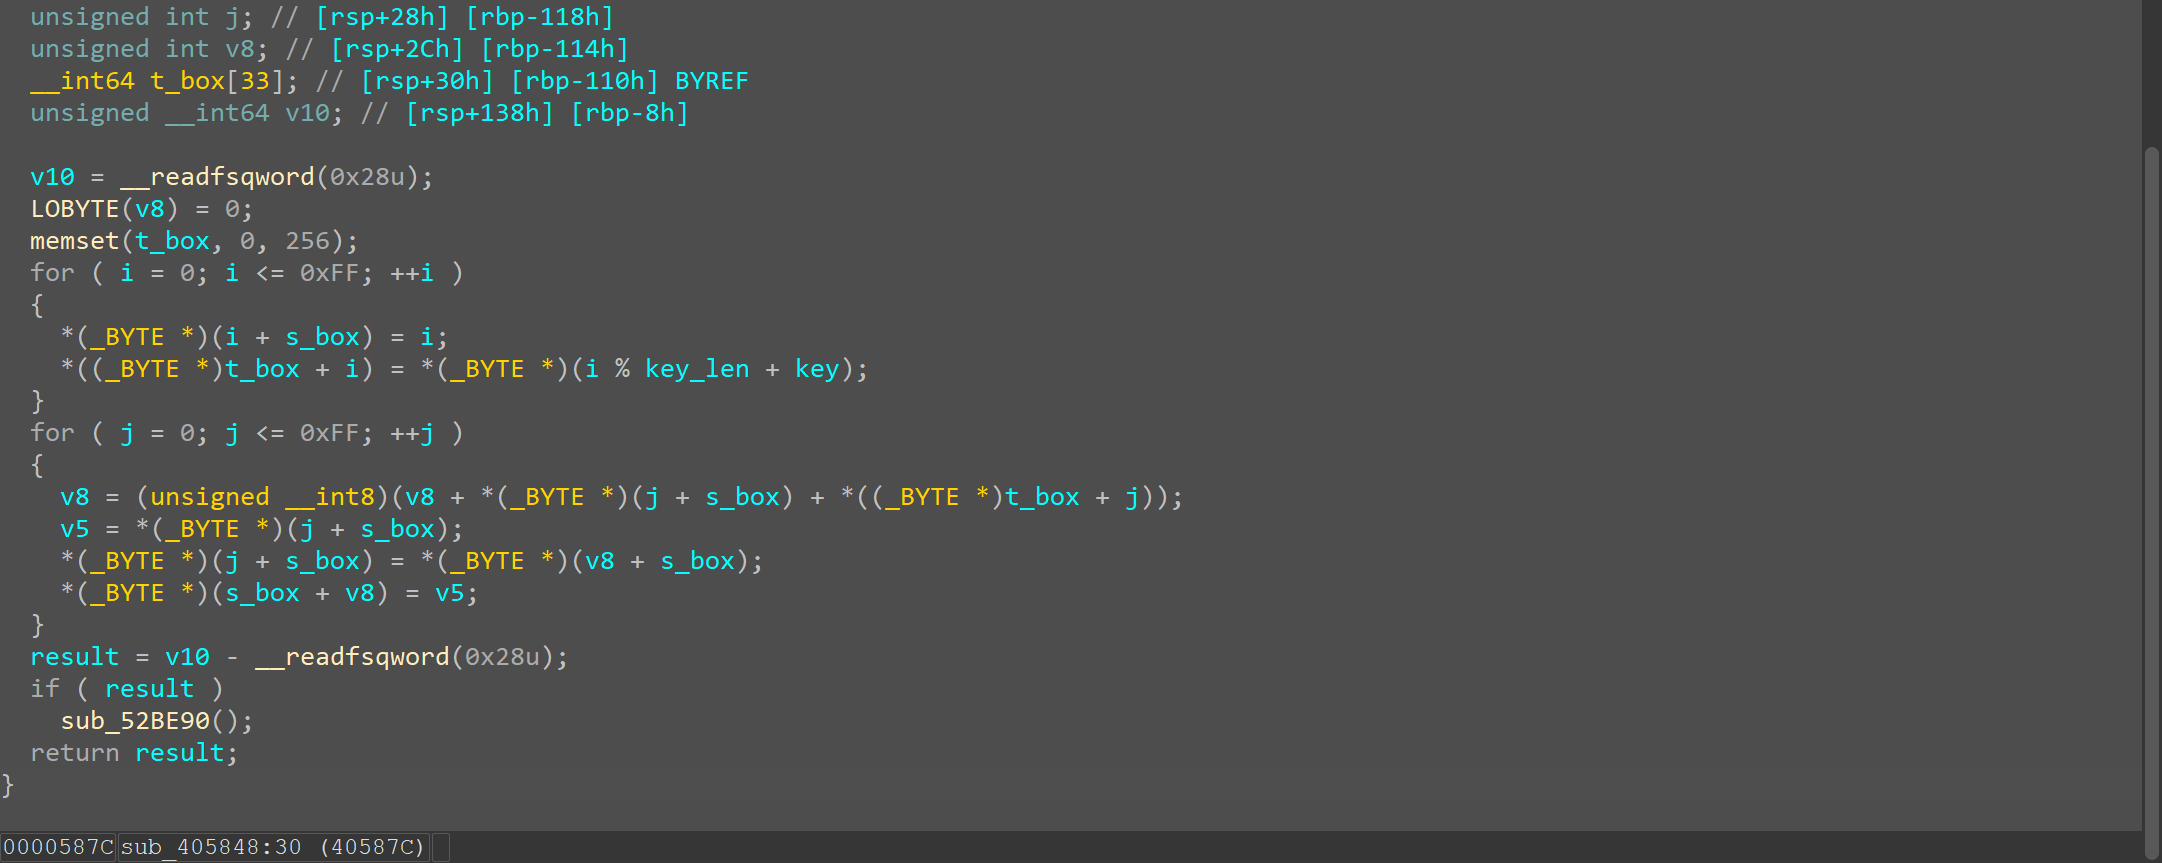 unsigned int j; // [rsp+28h] [rbp-118h]
unsigned int v8; // [rsp+2Ch] [rbp-114h]
__int64 t_box[33]; // [rsp+30h] [rbp-110h] BYREF
unsigned __int64 v10; // [rsp+138h] [rbp-8h]

v10 = __readfsqword(0x28u);
LOBYTE(v8) = 0;
memset(t_box, 0, 256);
for ( i = 0; i <= 0xFF; ++i )
{
*(_BYTE *)(i + s_box) = i;
*((_BYTE *)t_box + i) = *(_BYTE *)(i % key_len + key);
}
for ( j = 0; j <= 0xFF; ++j )
{
v8 = (unsigned __int8)(v8 + *(_BYTE *)(j + s_box) + *((_BYTE *)t_box + j));
v5 = *(_BYTE *)(j + s_box);
*(_BYTE *)(j + s_box) = *(_BYTE *)(v8 + s_box);
*(_BYTE *)(s_box + v8) = v5;
}
result = v10 - __readfsqword(0x28u);
if ( result )
sub_52BE90();
return result;
}
0000587C sub_405848:30 (40587C)